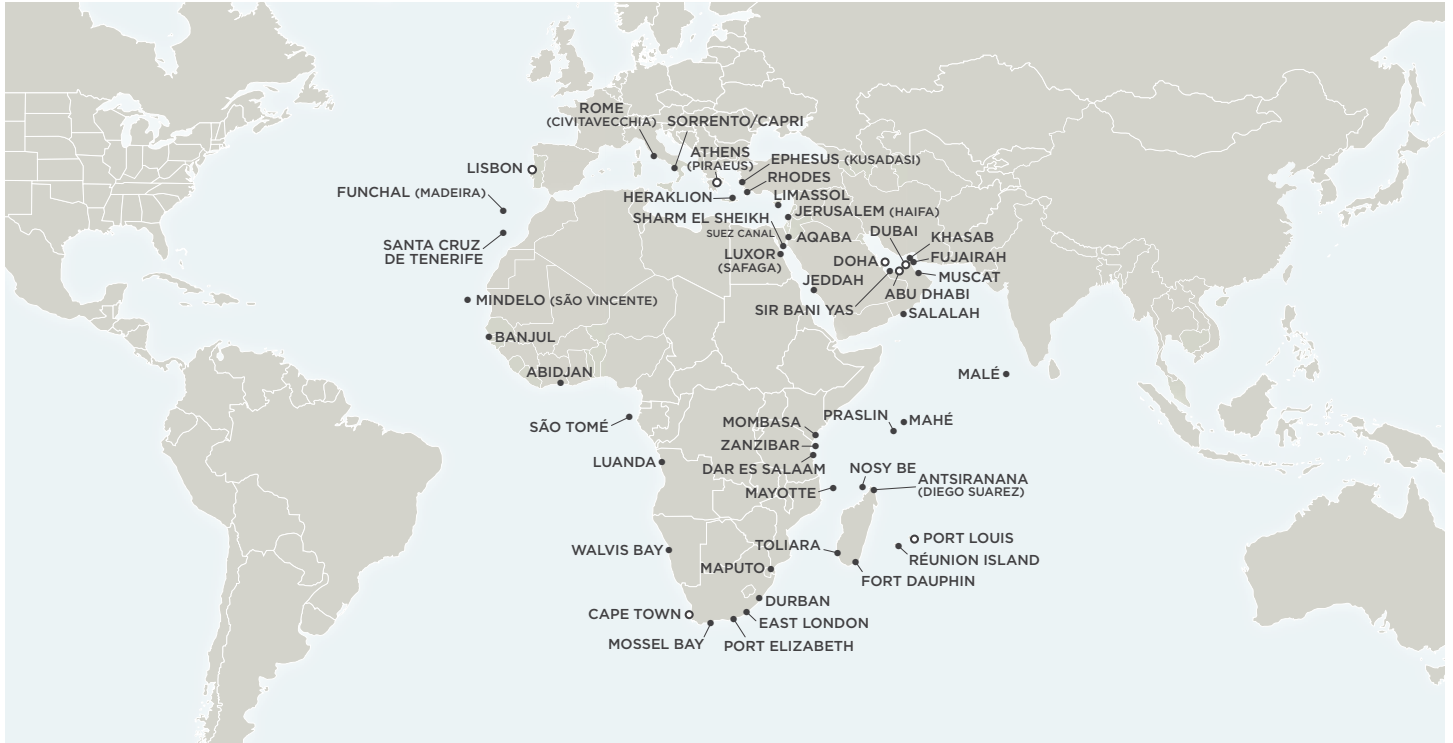 ROME
(CIVITAVECCHIA)
SORRENTO/CAPRI
ATHENS
(PIRAEUS)
EPHESUS (KUSADASI)
LISBON
RHODES
FUNCHAL (MADEIRA)
HERAKLION
LIMASSOL
SHARM EL SHEIKH
JERUSALEM (HAIFA)
SUEZ CANAL
AQABA
DUBAI
KHASAB
SANTA CRUZ
DE TENERIFE
LUXOR
(SAFAGA)
DOHA
FUJAIRAH
MUSCAT
JEDDAH
ABU DHABI
MINDELO (SÃO VINCENTE)
SIR BANI YAS
SALALAH
BANJUL
ABIDJAN
MALÉ
SÃO TOMÉ
MOMBASA
PRASLIN
MAHÉ
ZANZIBAR
LUANDA
DAR ES SALAAM
NOSY BE
ANTSIRANANA
(DIEGO SUAREZ)
MAYOTTE
PORT LOUIS
WALVIS BAY
TOLIARA
RÉUNION ISLAND
MAPUTO
FORT DAUPHIN
DURBAN
CAPE TOWN
EAST LONDON
MOSSEL BAY
PORT ELIZABETH